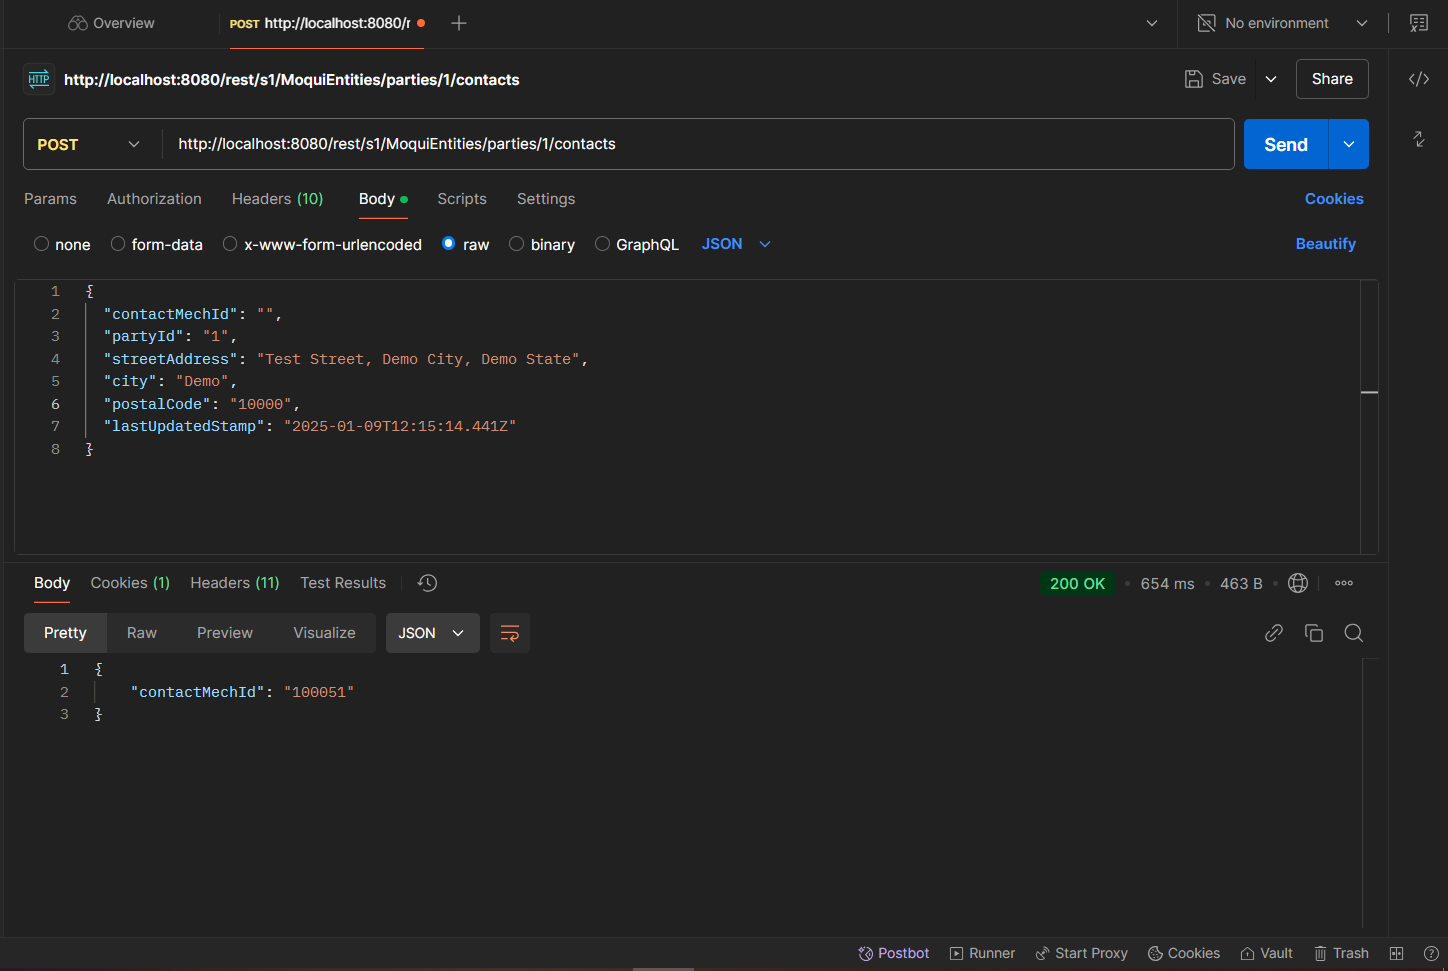 Overview
POST http://localhost:8080/r
No environment
HTTP http://localhost:8080/rest/s1/MoquiEntities/parties/1/contacts
Save
Share
POST http://localhost:8080/rest/s1/MoquiEntities/parties/1/contacts
Send
Params Authorization Headers (10) Body Scripts Settings Cookies
none form-data x-www-form-urlencoded raw binary GraphQL JSON Beautify
1 {
2 "contactMechId": "",
3 "partyId": "1",
4 "streetAddress": "Test Street, Demo City, Demo State",
5 "city": "Demo",
6 "postalCode": "10000",
7 "lastUpdatedStamp": "2025-01-09T12:15:14.441Z"
8 }
Body Cookies (1) Headers (11) Test Results 200 OK 654 ms 463 B
Pretty Raw Preview Visualize JSON
1 {
2 "contactMechId": "100051"
3 }
Postbot Runner Start Proxy Cookies Vault Trash